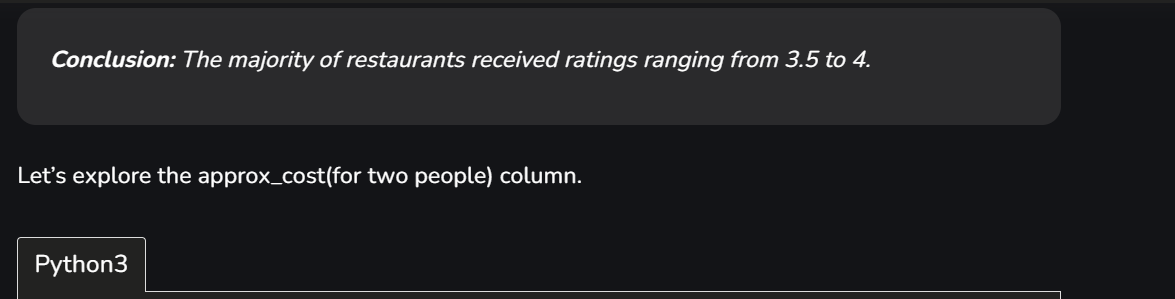 Conclusion: The majority of restaurants received ratings ranging from 3.5 to 4.
Let’s explore the approx_cost(for two people) column.
Python3